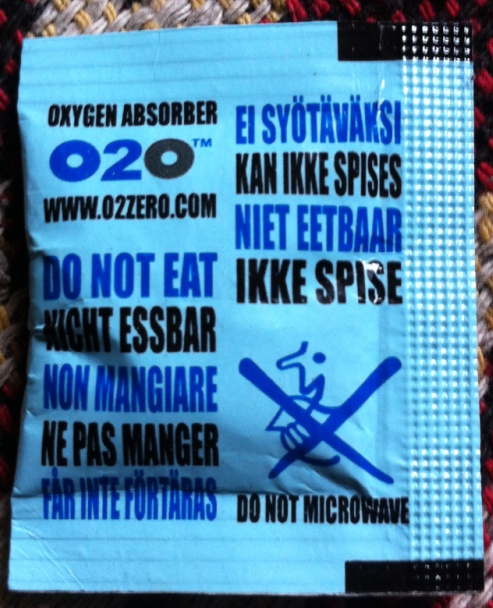 OXYGEN ABSORBER
O2O™
WWW.O2ZERO.COM
DO NOT EAT
NICHT ESSBAR
NON MANGIARE
NE PAS MANGER
FÅR INTE FÖRTÄRAS
EI SYÖTÄVÄKSI
KAN IKKE SPISES
NIET EETBAAR
IKKE SPISE
DO NOT MICROWAVE